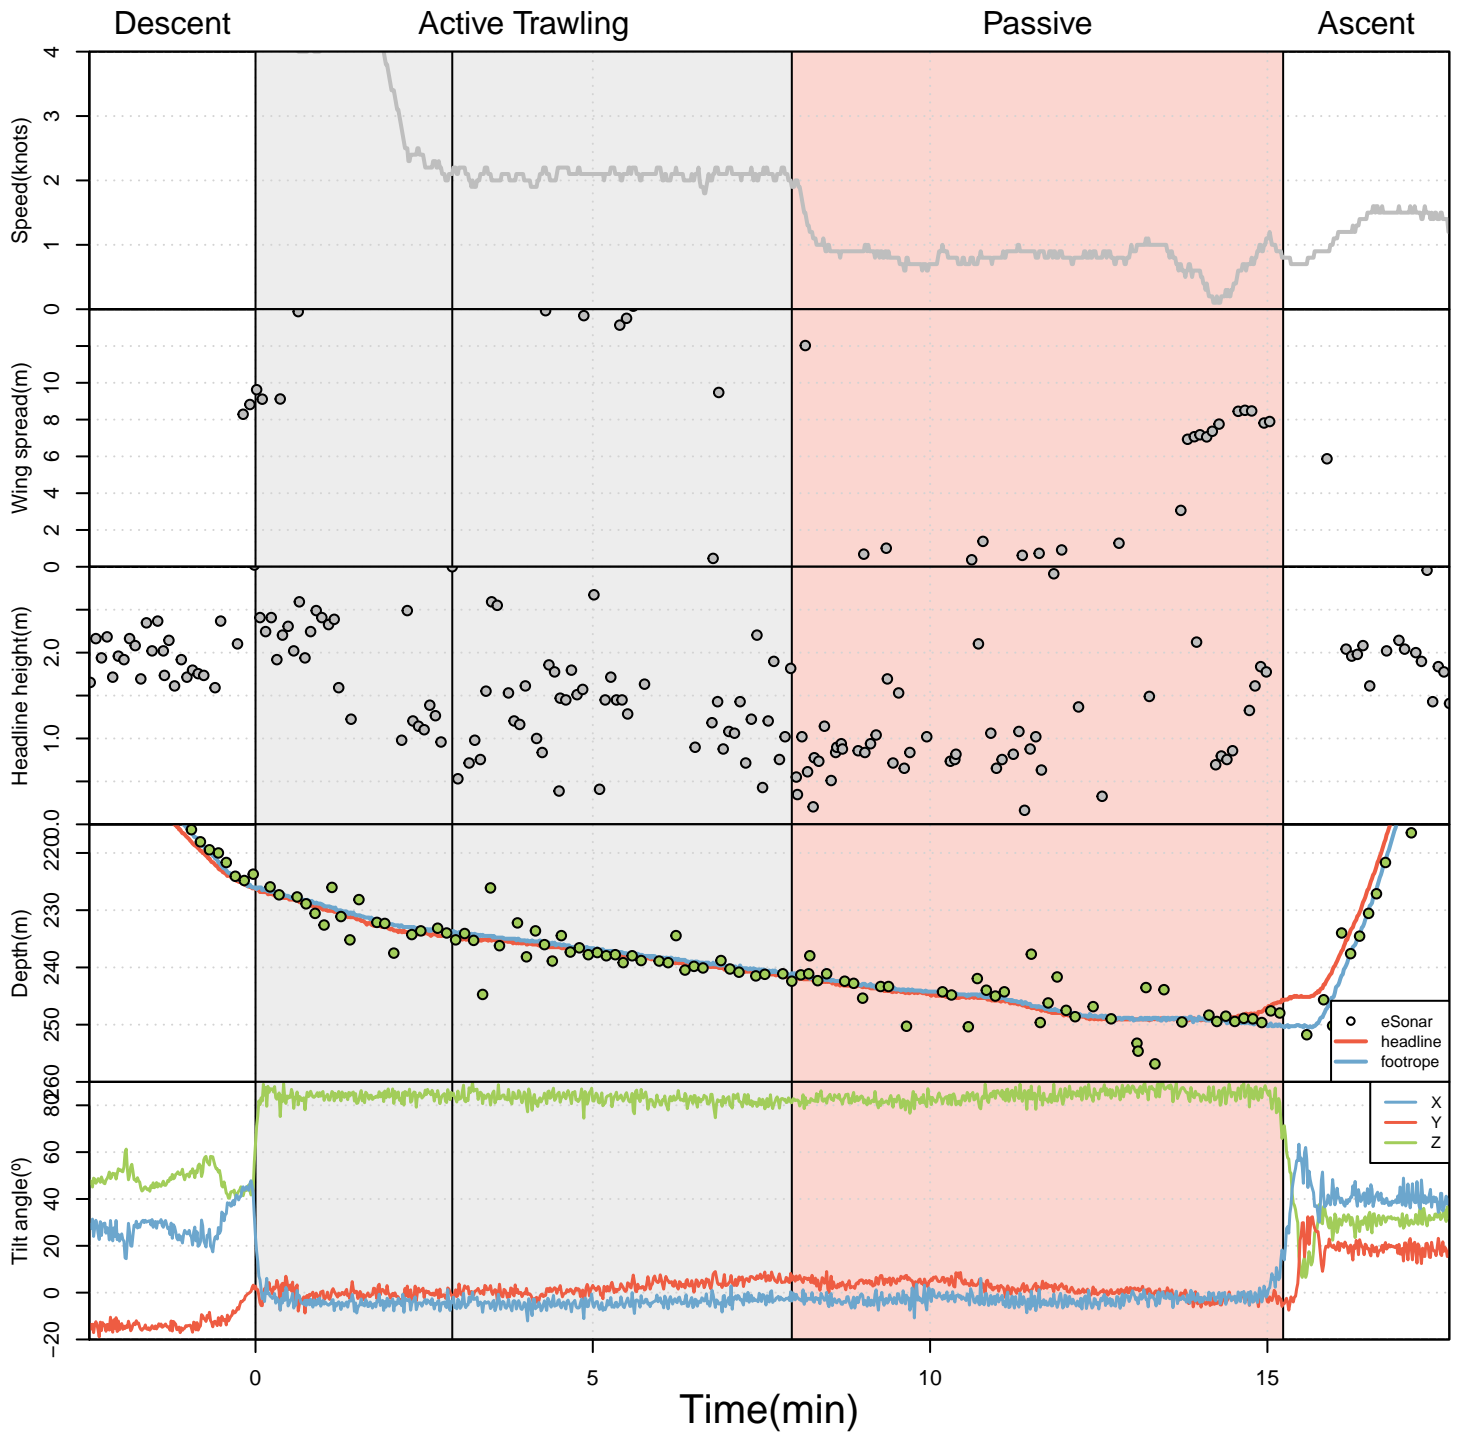 Descent Active Trawling Passive Ascent
Speed(knots)
4
3
2
1
0
Wing spread(m)
10
8
6
4
2
0
Headline height(m)
2.0
1.0
0.0
Depth(m)
220
230
240
250
260
eSonar
headline
footrope
Tilt angle(º)
80
60
40
20
0
−20
X
Y
Z
0 5 10 15
Time(min)